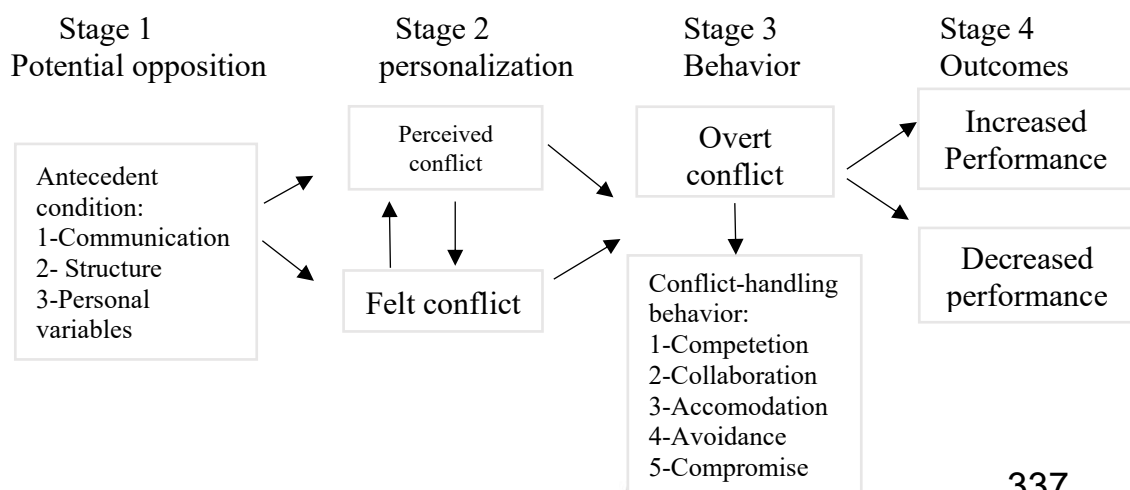 Stage 1
Potential opposition
Stage 2
personalization
Stage 3
Behavior
Stage 4
Outcomes
Antecedent
condition:
1-Communication
2- Structure
3-Personal
variables
Perceived
conflict
Felt conflict
Overt
conflict
Conflict-handling
behavior:
1-Competetion
2-Collaboration
3-Accomodation
4-Avoidance
5-Compromise
Increased
Performance
Decreased
performance
337